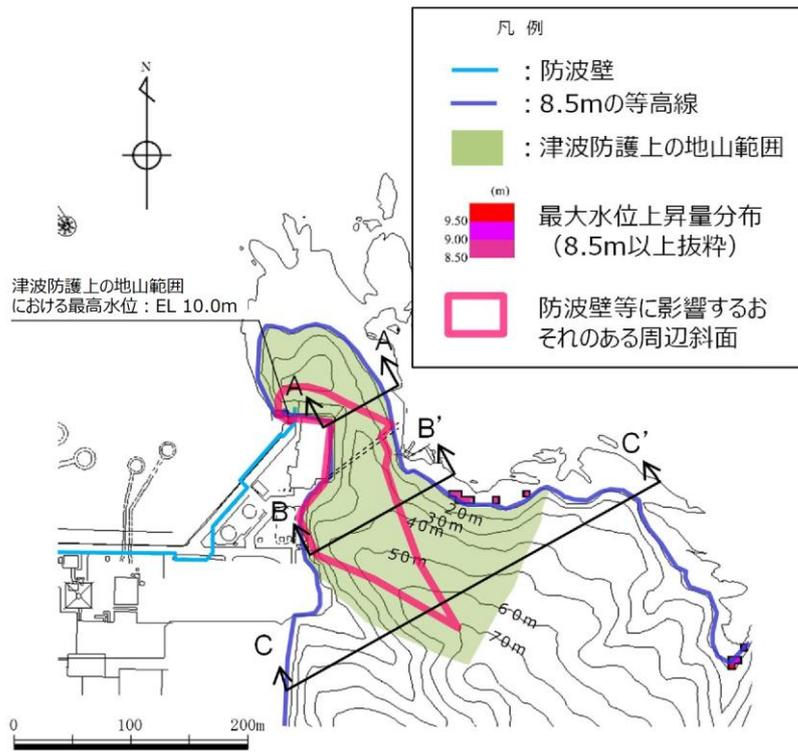 凡 例
: 防波壁
: 8.5mの等高線
: 津波防護上の地山範囲
(m)
9.50
9.00
8.50
最大水位上昇量分布
（8.5m以上抜粋）
防波壁等に影響するお
それのある周辺斜面
N
津波防護上の地山範囲
における最高水位：EL 10.0m
A
A'
B
B'
C
C'
20m
30m
40m
50m
60m
70m
0 100 200m